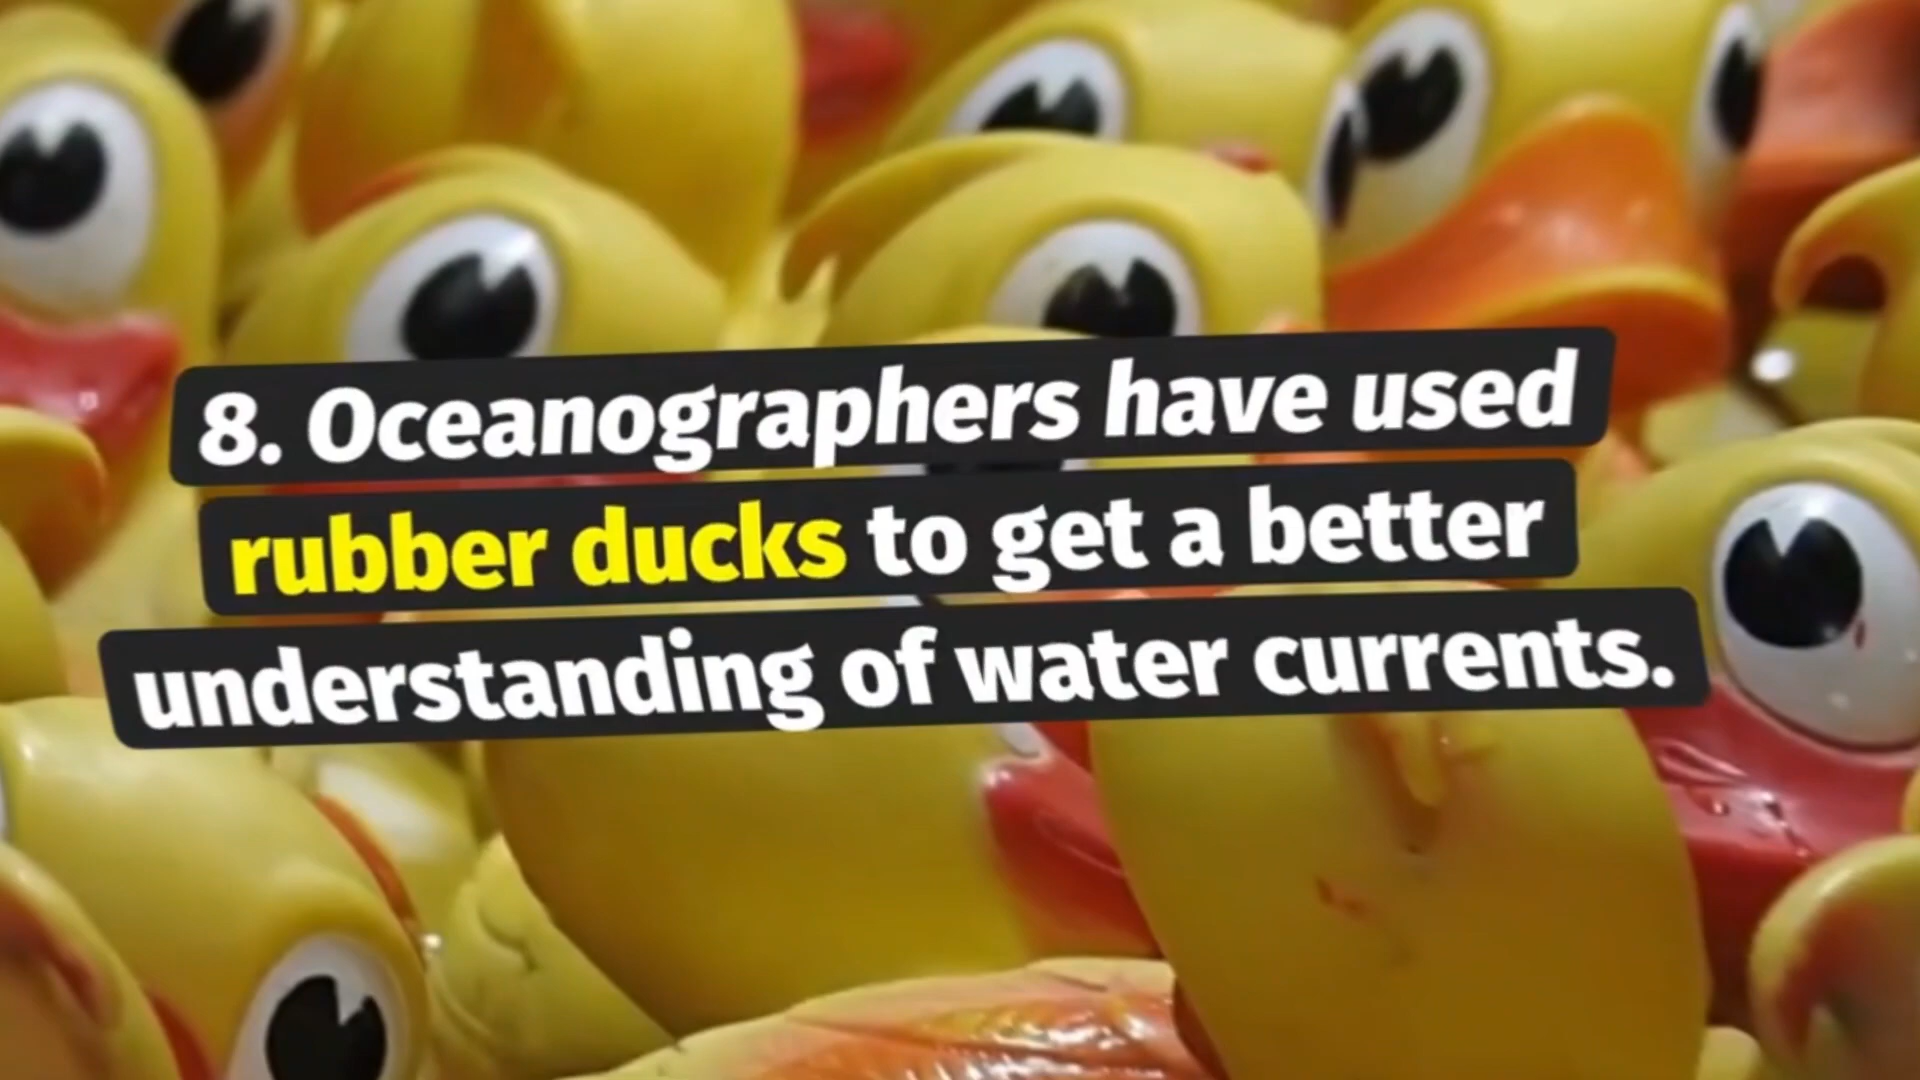 8. Oceanographers have used
rubber ducks to get a better
understanding of water currents.